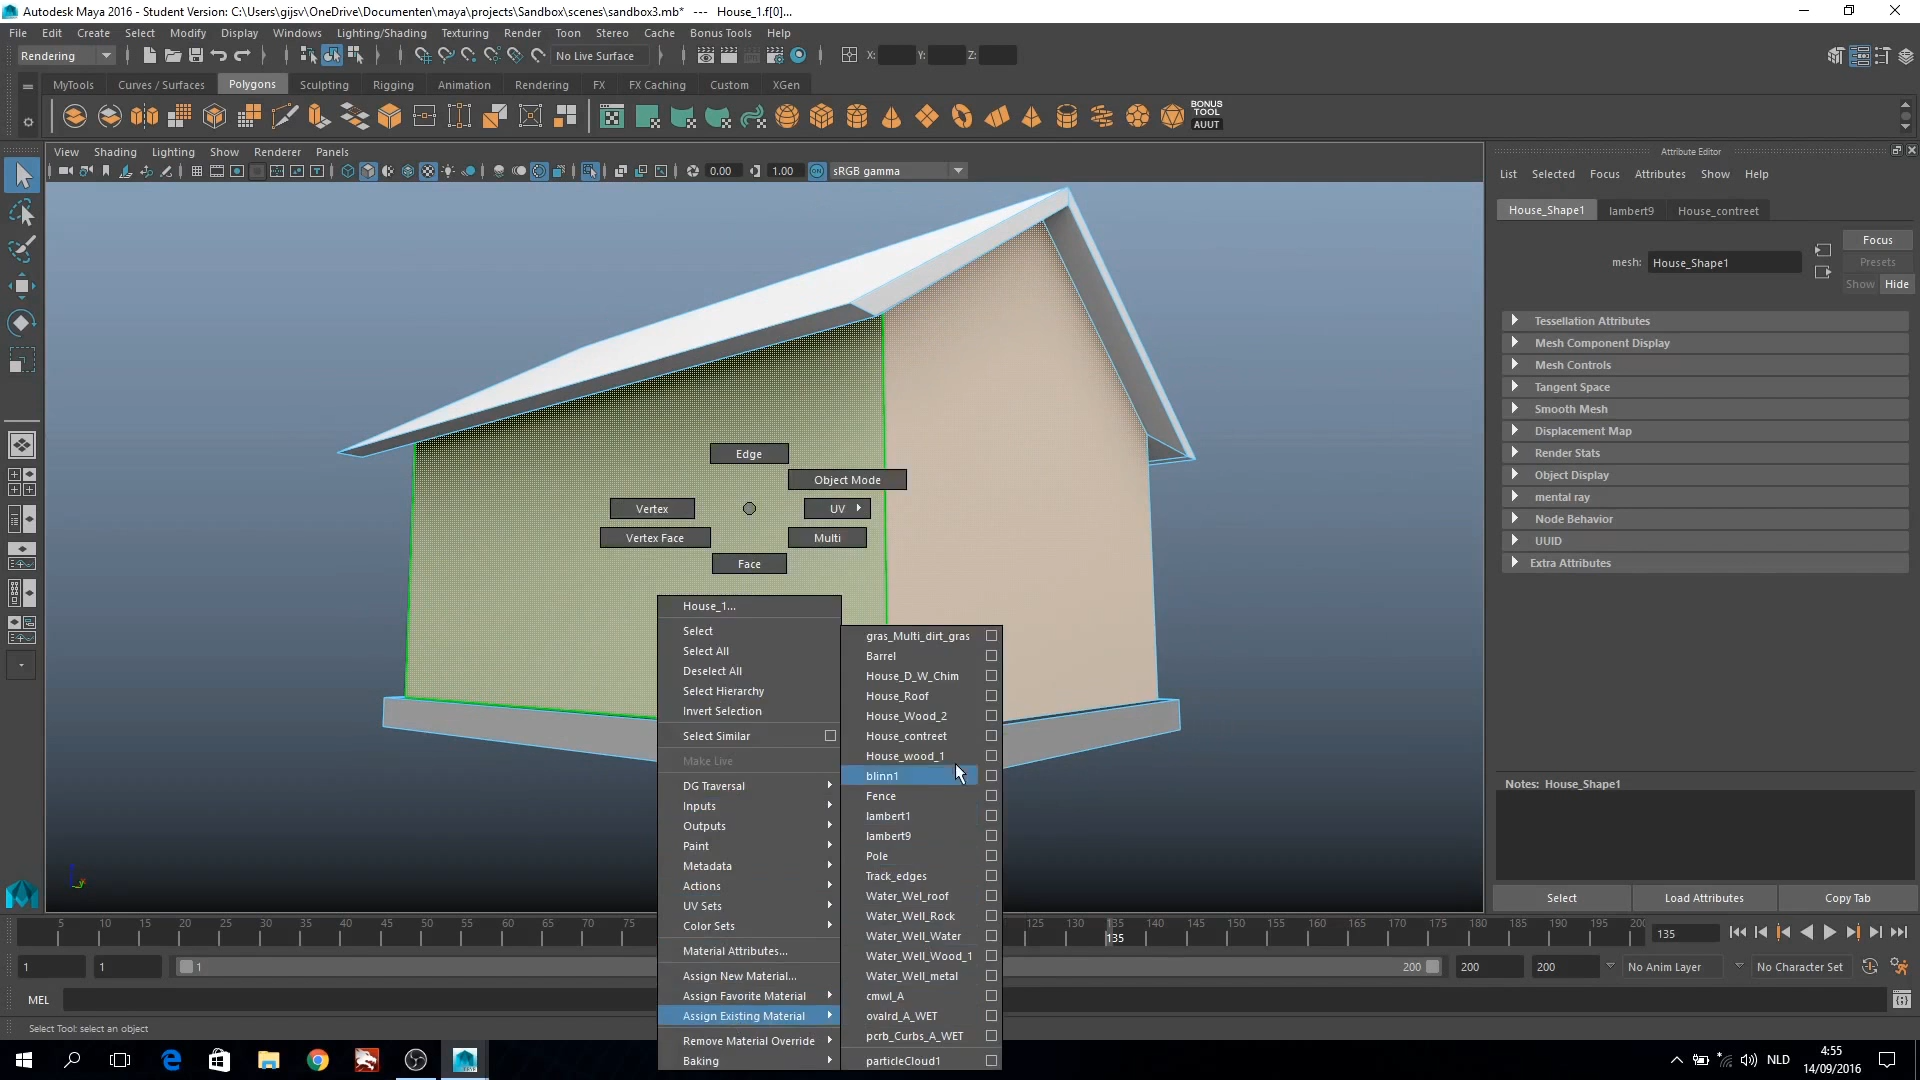 Autodesk Maya 2016 - Student Version: C:\Users\gijsv\OneDrive\Documenten\maya\projects\Sandbox\scenes\sandbox3.mb* --- House_1.f[0]...
File Edit Create Select Modify Display Windows Lighting/Shading Texturing Render Toon Stereo Cache Bonus Tools Help
Rendering No Live Surface X: Y: Z:
MyTools Curves / Surfaces Polygons Sculpting Rigging Animation Rendering FX FX Caching Custom XGen
BONUS
TOOL
AUUT
View Shading Lighting Show Renderer Panels
0.00 1.00 sRGB gamma
Attribute Editor
List Selected Focus Attributes Show Help
House_Shape1 lambert9 House_contreet
mesh: House_Shape1
Focus
Presets
Show Hide
Tessellation Attributes
Mesh Component Display
Mesh Controls
Tangent Space
Smooth Mesh
Displacement Map
Render Stats
Object Display
mental ray
Node Behavior
UUID
Extra Attributes
Notes: House_Shape1
Select Load Attributes Copy Tab
Edge
Object Mode
Vertex
UV
Vertex Face
Multi
Face
House_1...
Select
Select All
Deselect All
Select Hierarchy
Invert Selection
Select Similar
Make Live
DG Traversal
Inputs
Outputs
Paint
Metadata
Actions
UV Sets
Color Sets
Material Attributes...
Assign New Material...
Assign Favorite Material
Assign Existing Material
Remove Material Override
Baking
gras_Multi_dirt_gras
Barrel
House_D_W_Chim
House_Roof
House_Wood_2
House_contreet
House_wood_1
blinn1
Fence
lambert1
lambert9
Pole
Track_edges
Water_Wel_roof
Water_Well_Rock
Water_Well_Water
Water_Well_Wood_1
Water_Well_metal
cmwl_A
ovalrd_A_WET
pcrb_Curbs_A_WET
particleCloud1
5 10 15 20 25 30 35 40 45 50 55 60 65 70 75 125 130 135 140 145 150 155 160 165 170 175 180 185 190 195 200
135
135
1 1 1 200 200 200 No Anim Layer No Character Set
MEL
Select Tool: select an object
NLD
4:55
14/09/2016